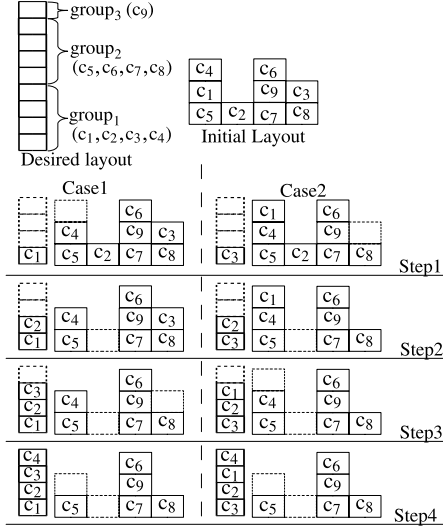 group3 (c9)
group2
(c5,c6,c7,c8)
group1
(c1,c2,c3,c4)
Desired layout
c4 c6
c1 c9 c3
c5 c2 c7 c8
Initial Layout
Case1
Case2
c6 c1 c6
c4 c9 c3 c4 c9
c1 c5 c2 c7 c8 c3 c5 c2 c7 c8
Step1
c6 c1 c6
c2 c4 c9 c3 c2 c4 c9
c1 c5 c7 c8 c3 c5 c7 c8
Step2
c3 c6 c1 c6
c2 c4 c9 c2 c4 c9
c1 c5 c7 c8 c3 c5 c7 c8
Step3
c4 c4
c3 c6 c1 c6
c2 c9 c2 c9
c1 c5 c7 c8 c3 c5 c7 c8
Step4